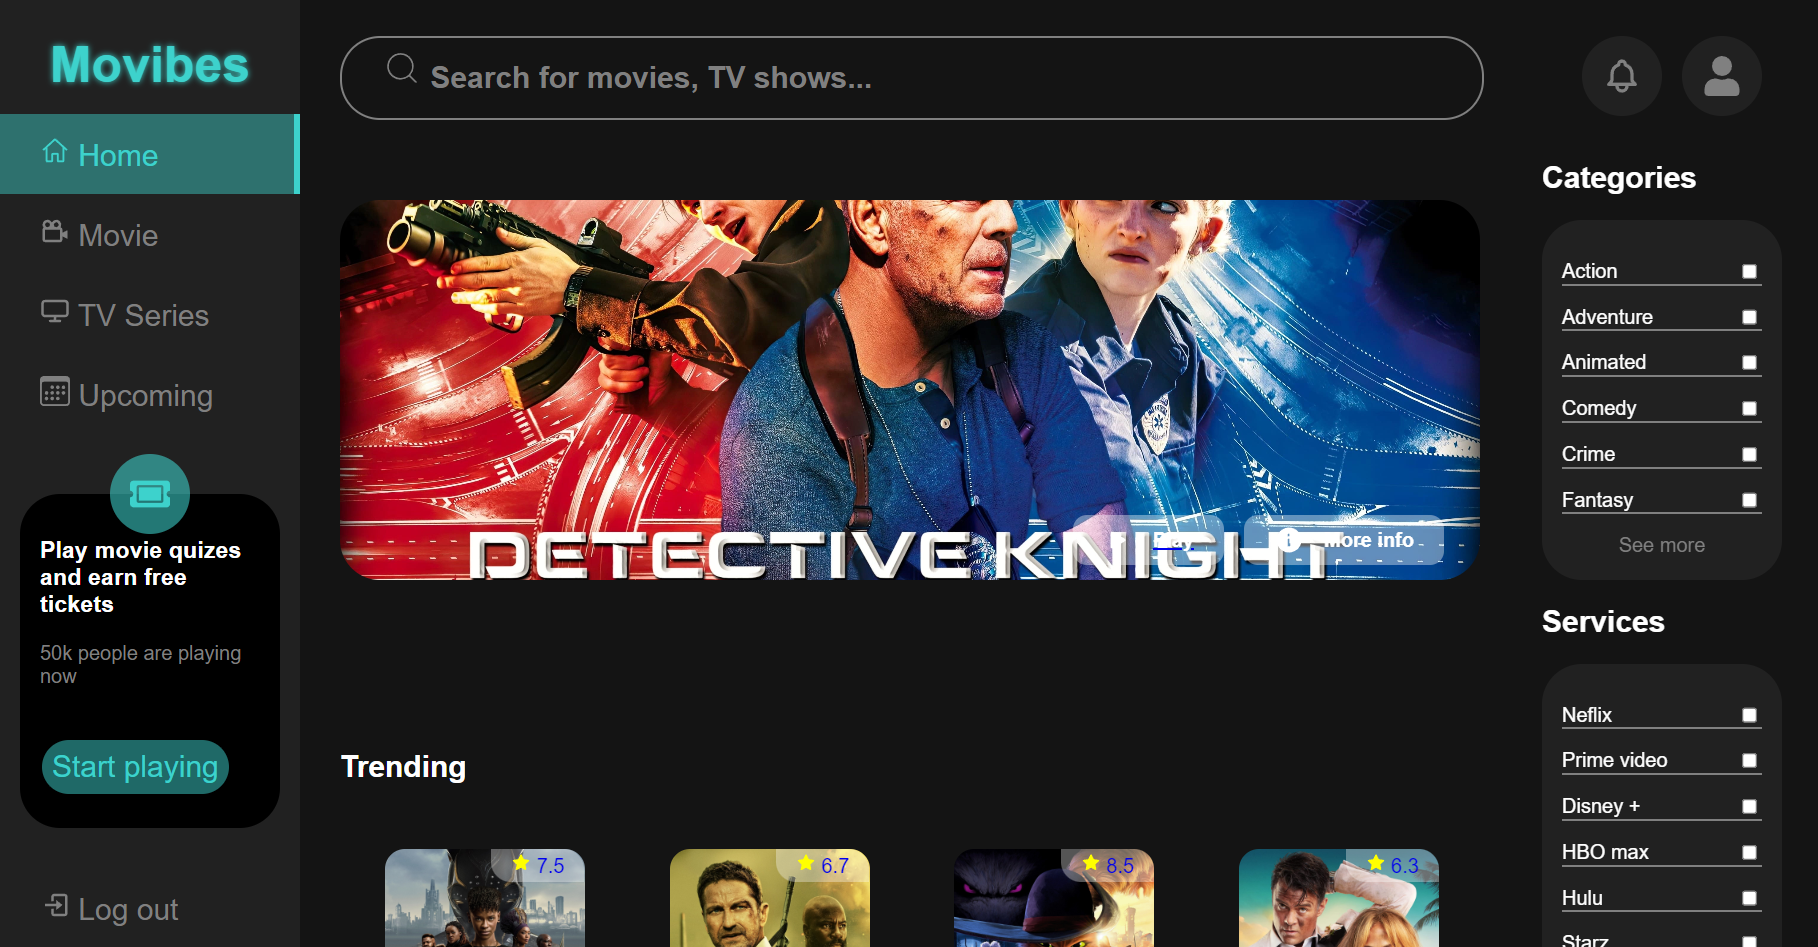 Movibes
Home
Movie
TV Series
Upcoming
Play movie quizes
and earn free
tickets
50k people are playing
now
Start playing
Log out
Search for movies, TV shows...
DETECTIVE KNIGHT
Play
More info
Trending
7.5
6.7
8.5
6.3
Categories
Action
Adventure
Animated
Comedy
Crime
Fantasy
See more
Services
Neflix
Prime video
Disney +
HBO max
Hulu
Starz